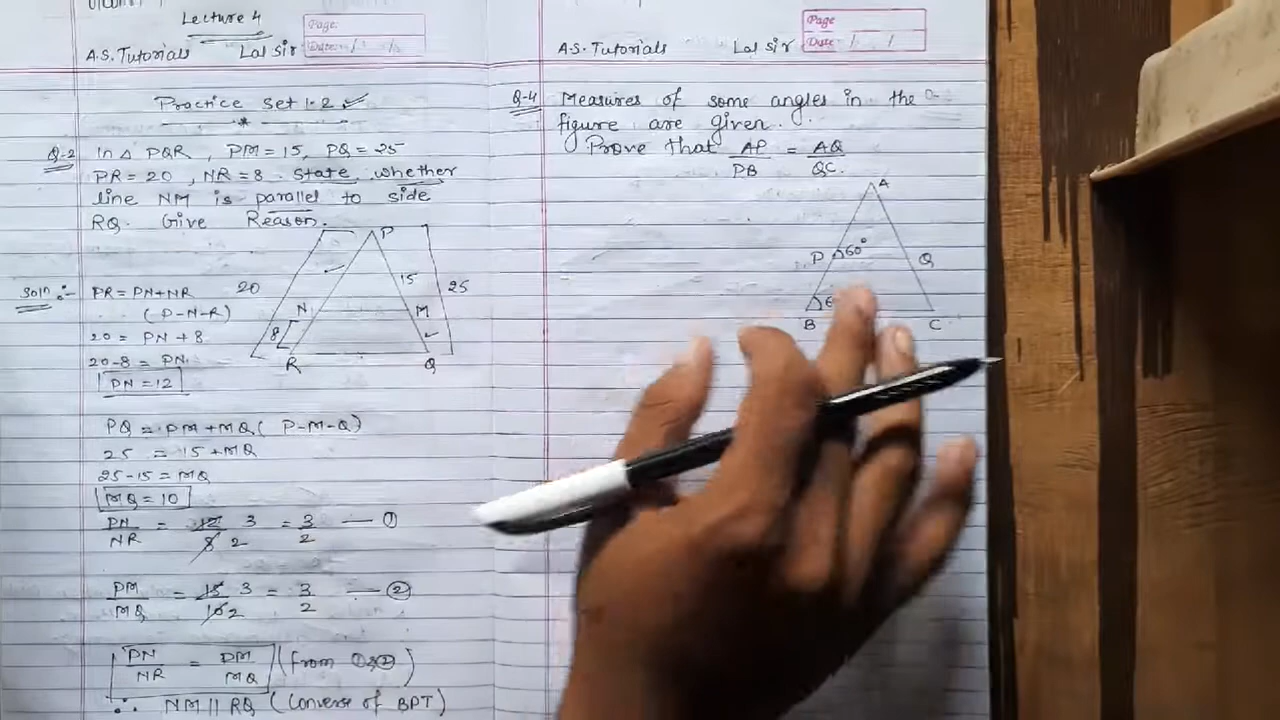 Lecture 4
Page:
Date: / /
A.S. Tutorials Lal Sir
Practice Set 1.2 ✓
Q-2 In Δ PQR, PM = 15, PQ = 25
PR = 20, NR = 8. State whether
line NM is parallel to side
RQ. Give Reason.
P
20 15 25
N M
8
R Q
Soln :- PR = PN+NR
(P-N-R)
20 = PN + 8
20-8 = PN
PN = 12
PQ = PM + MQ (P-M-Q)
25 = 15 + MQ
25-15 = MQ
MQ = 10
PN/NR = 12/8 3/2 = 3/2 — ①
PM/MQ = 15/10 3/2 = 3/2 — ②
PN/NR = PM/MQ (from ①&②)
∴ NM || RQ (Converse of BPT)
Page
Date / /
A.S. Tutorials Lal Sir
Q-4 Measures of some angles in the
figure are given.
Prove that AP/PB = AQ/QC.
A
P 60° Q
B C